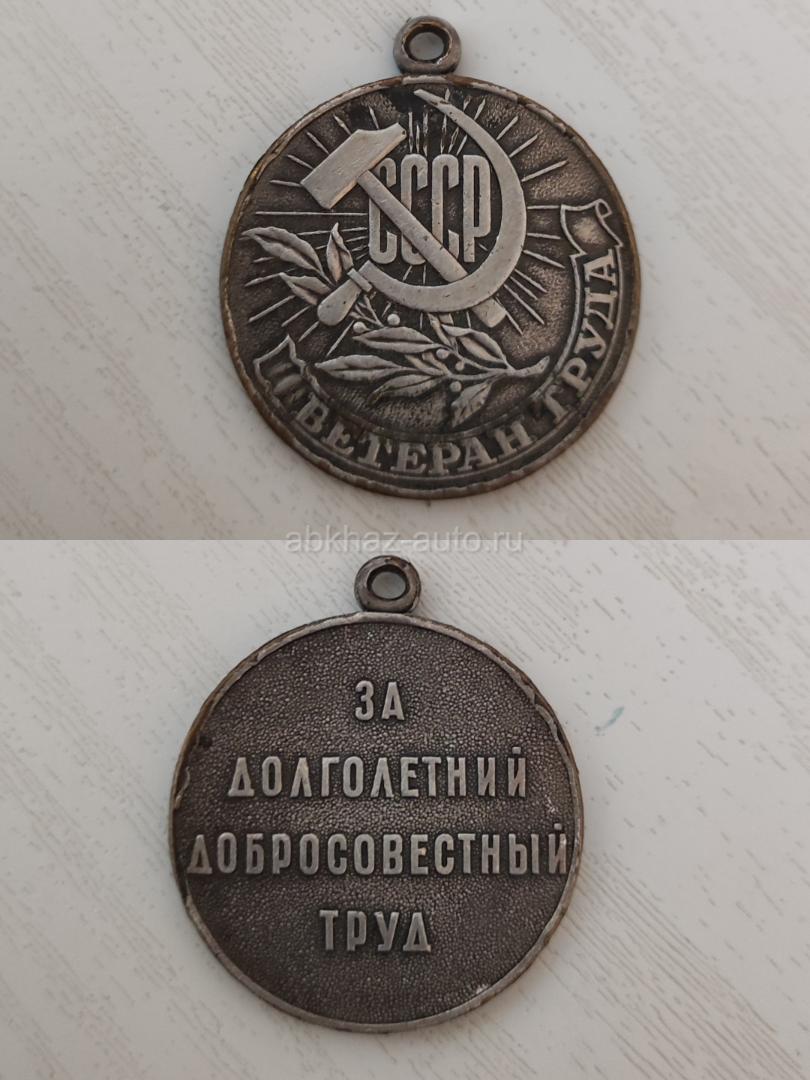 СССР
ВЕТЕРАН ТРУДА
abkhaz-auto.ru
ЗА
ДОЛГОЛЕТНИЙ
ДОБРОСОВЕСТНЫЙ
ТРУД